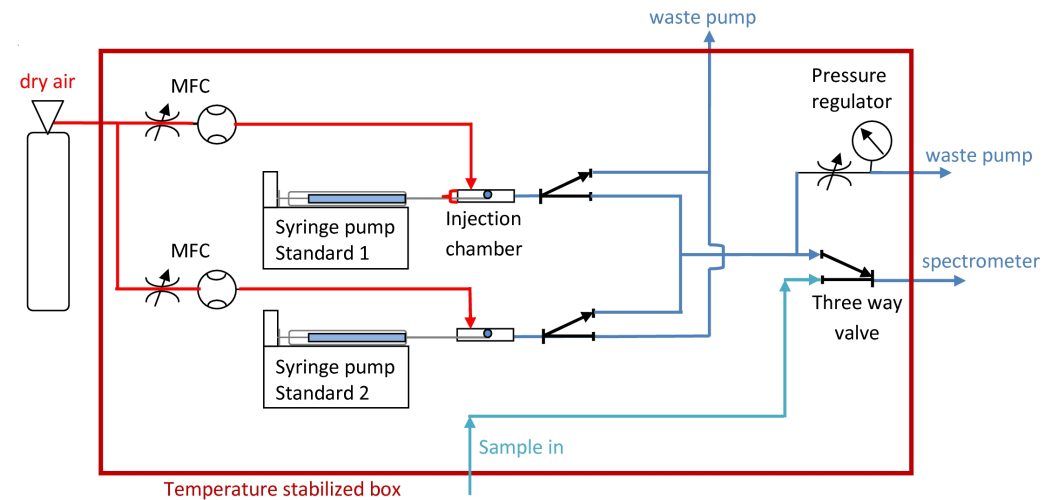 waste pump
dry air
MFC
Pressure
regulator
waste pump
Syringe pump
Standard 1
Injection
chamber
MFC
spectrometer
Three way
valve
Syringe pump
Standard 2
Sample in
Temperature stabilized box